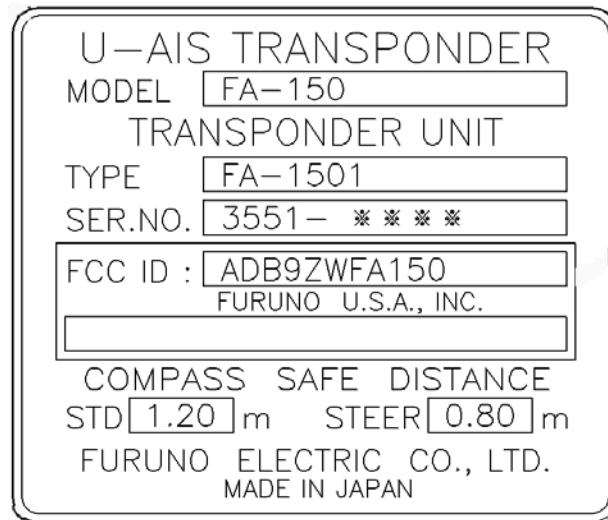 U-AIS TRANSPONDER
MODEL FA-150
TRANSPONDER UNIT
TYPE FA-1501
SER.NO. 3551- ※※※※
FCC ID : ADB9ZWFA150
FURUNO U.S.A., INC.
COMPASS SAFE DISTANCE
STD 1.20 m STEER 0.80 m
FURUNO ELECTRIC CO., LTD.
MADE IN JAPAN